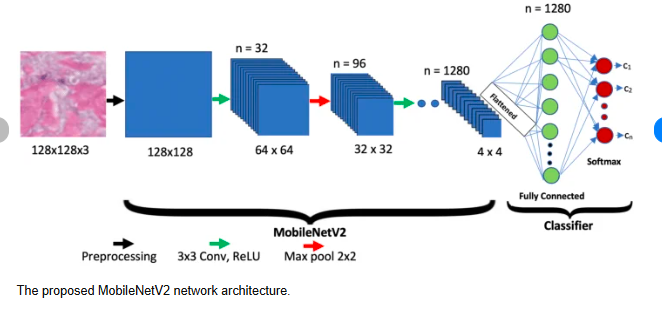 n = 1280
n = 32
n = 96
n = 1280
Flattened
C1
C2
Cn
128x128x3
128x128
64 x 64
32 x 32
4 x 4
Softmax
Fully Connected
MobileNetV2
Classifier
Preprocessing
3x3 Conv, ReLU
Max pool 2x2
The proposed MobileNetV2 network architecture.